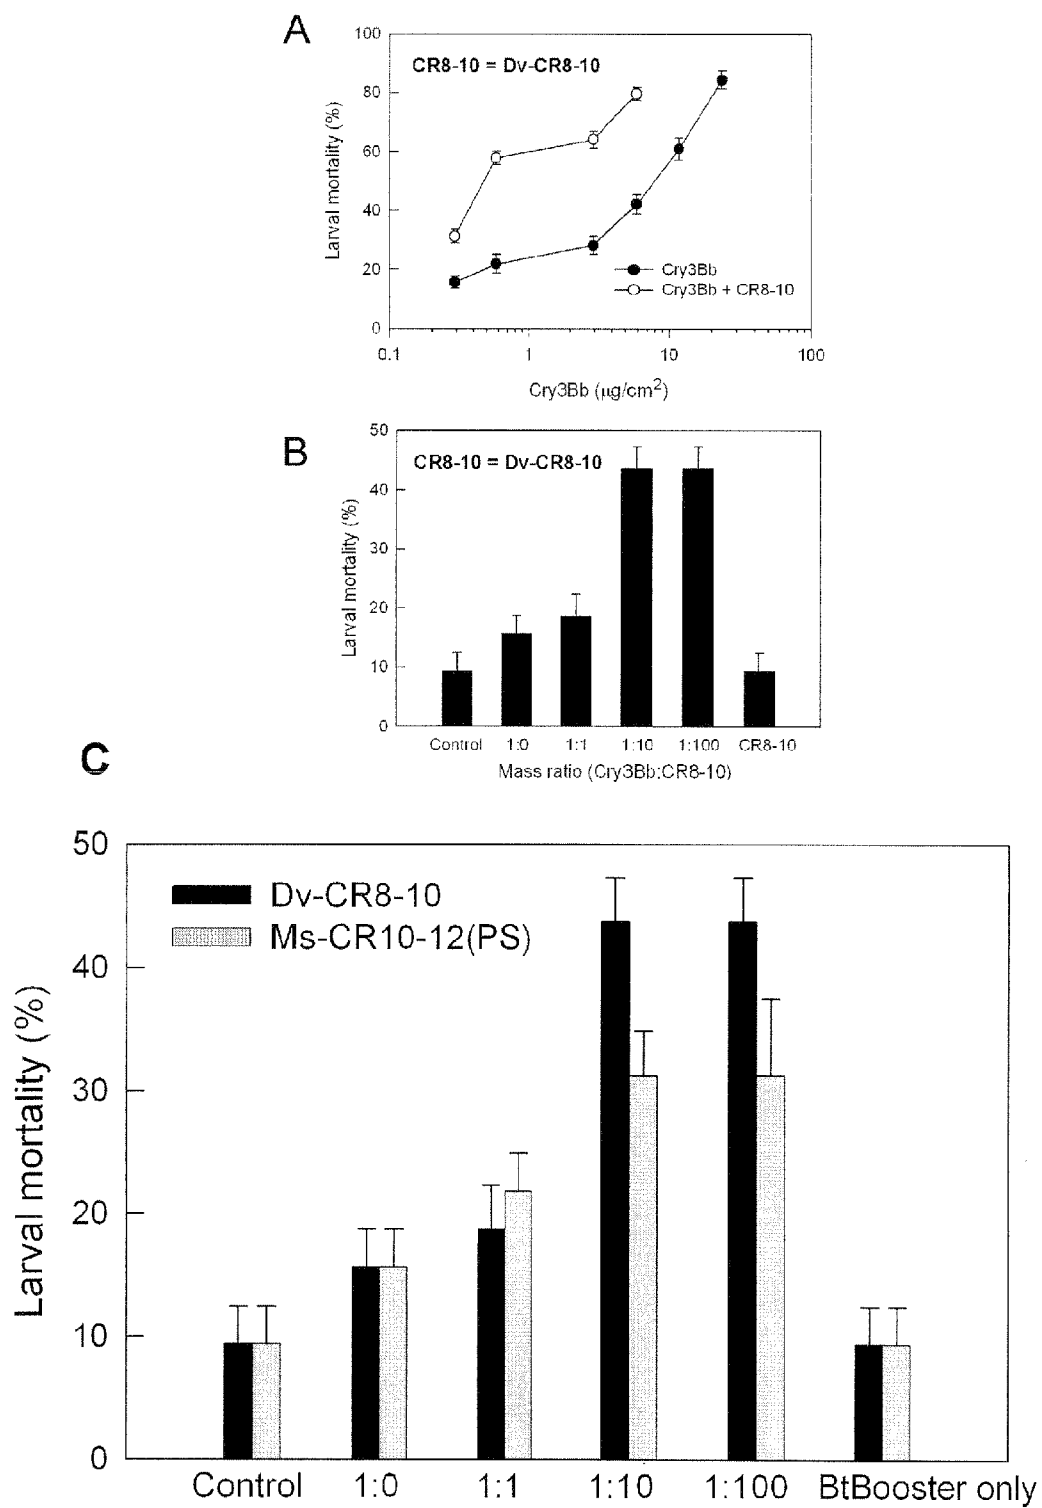 A
100
80
60
40
20
0
Larval mortality (%)
CR8-10 = Dv-CR8-10
Cry3Bb
Cry3Bb + CR8-10
0.1 1 10 100
Cry3Bb (µg/cm²)
B
50
40
30
20
10
0
Larval mortality (%)
CR8-10 = Dv-CR8-10
Control 1:0 1:1 1:10 1:100 CR8-10
Mass ratio (Cry3Bb:CR8-10)
C
50
40
30
20
10
0
Larval mortality (%)
Dv-CR8-10
Ms-CR10-12(PS)
Control 1:0 1:1 1:10 1:100 BtBooster only